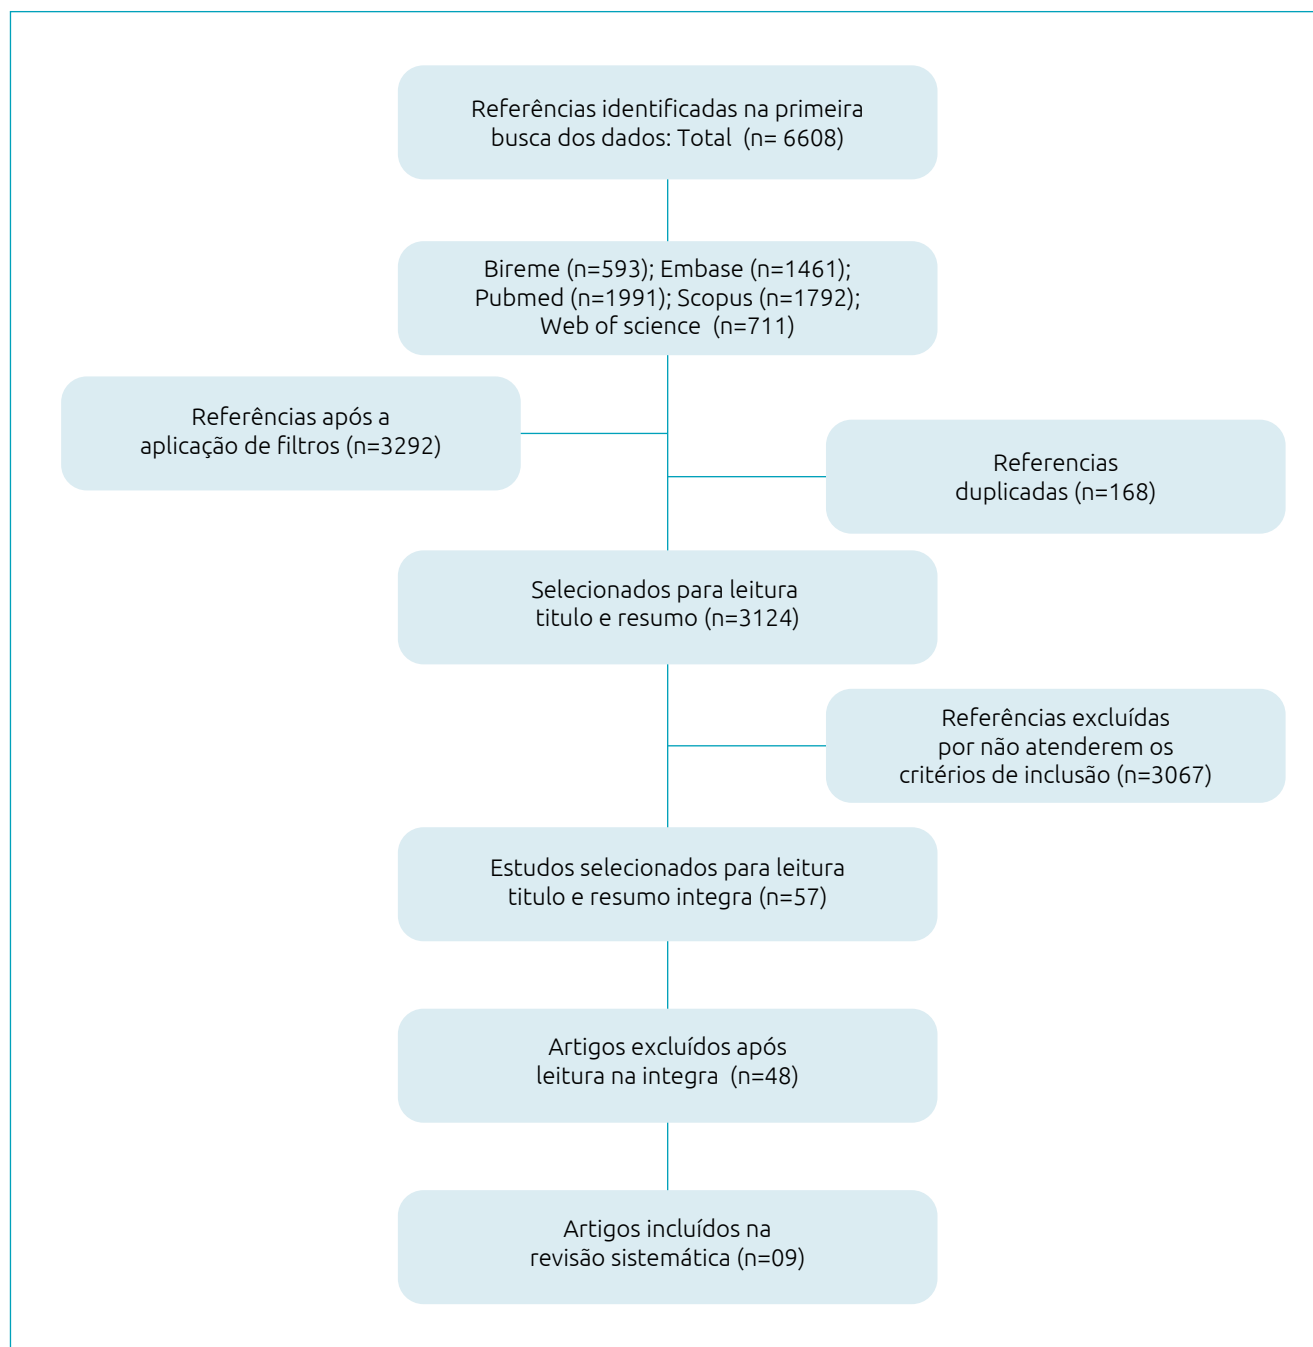 Referências identificadas na primeira
busca dos dados: Total (n= 6608)
Bireme (n=593); Embase (n=1461);
Pubmed (n=1991); Scopus (n=1792);
Web of science (n=711)
Referências após a
aplicação de filtros (n=3292)
Referencias
duplicadas (n=168)
Selecionados para leitura
titulo e resumo (n=3124)
Referências excluídas
por não atenderem os
critérios de inclusão (n=3067)
Estudos selecionados para leitura
titulo e resumo integra (n=57)
Artigos excluídos após
leitura na integra (n=48)
Artigos incluídos na
revisão sistemática (n=09)